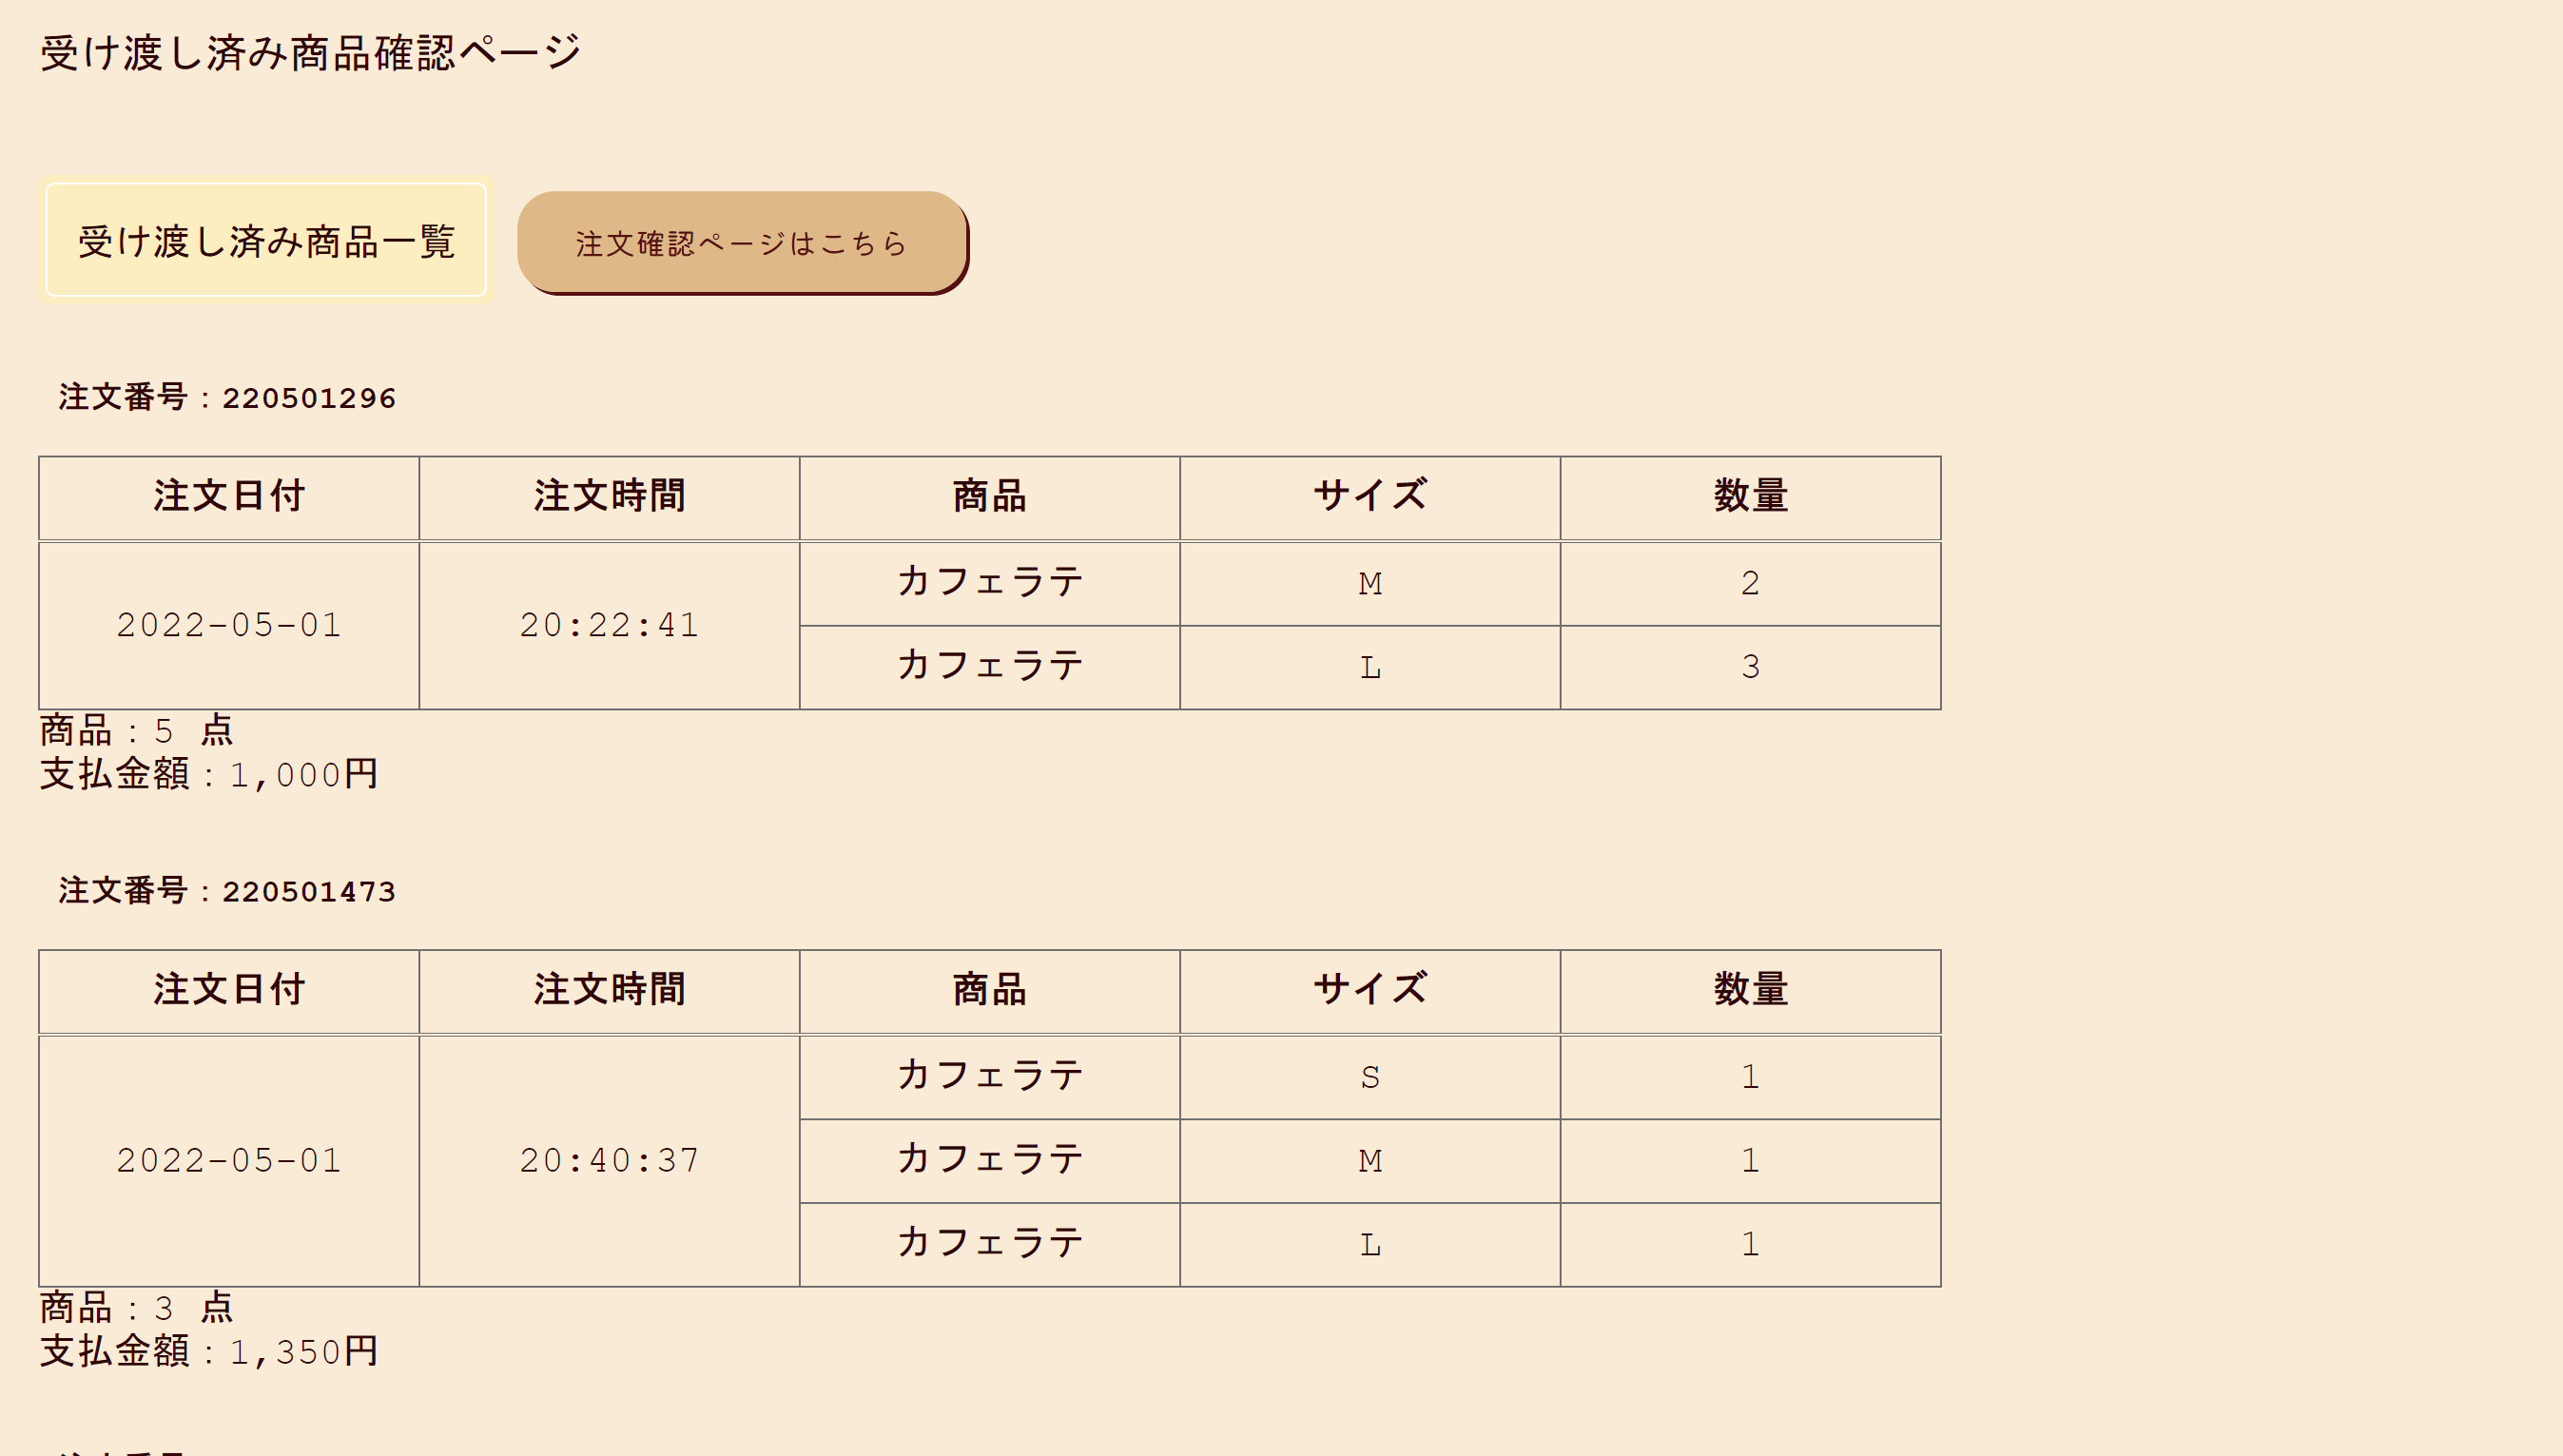 受け渡し済み商品確認ページ
受け渡し済み商品一覧 注文確認ページはこちら
注文番号：220501296
注文日付 注文時間 商品 サイズ 数量
2022-05-01 20:22:41 カフェラテ M 2
カフェラテ L 3
商品：5 点
支払金額：1,000円
注文番号：220501473
注文日付 注文時間 商品 サイズ 数量
2022-05-01 20:40:37 カフェラテ S 1
カフェラテ M 1
カフェラテ L 1
商品：3 点
支払金額：1,350円